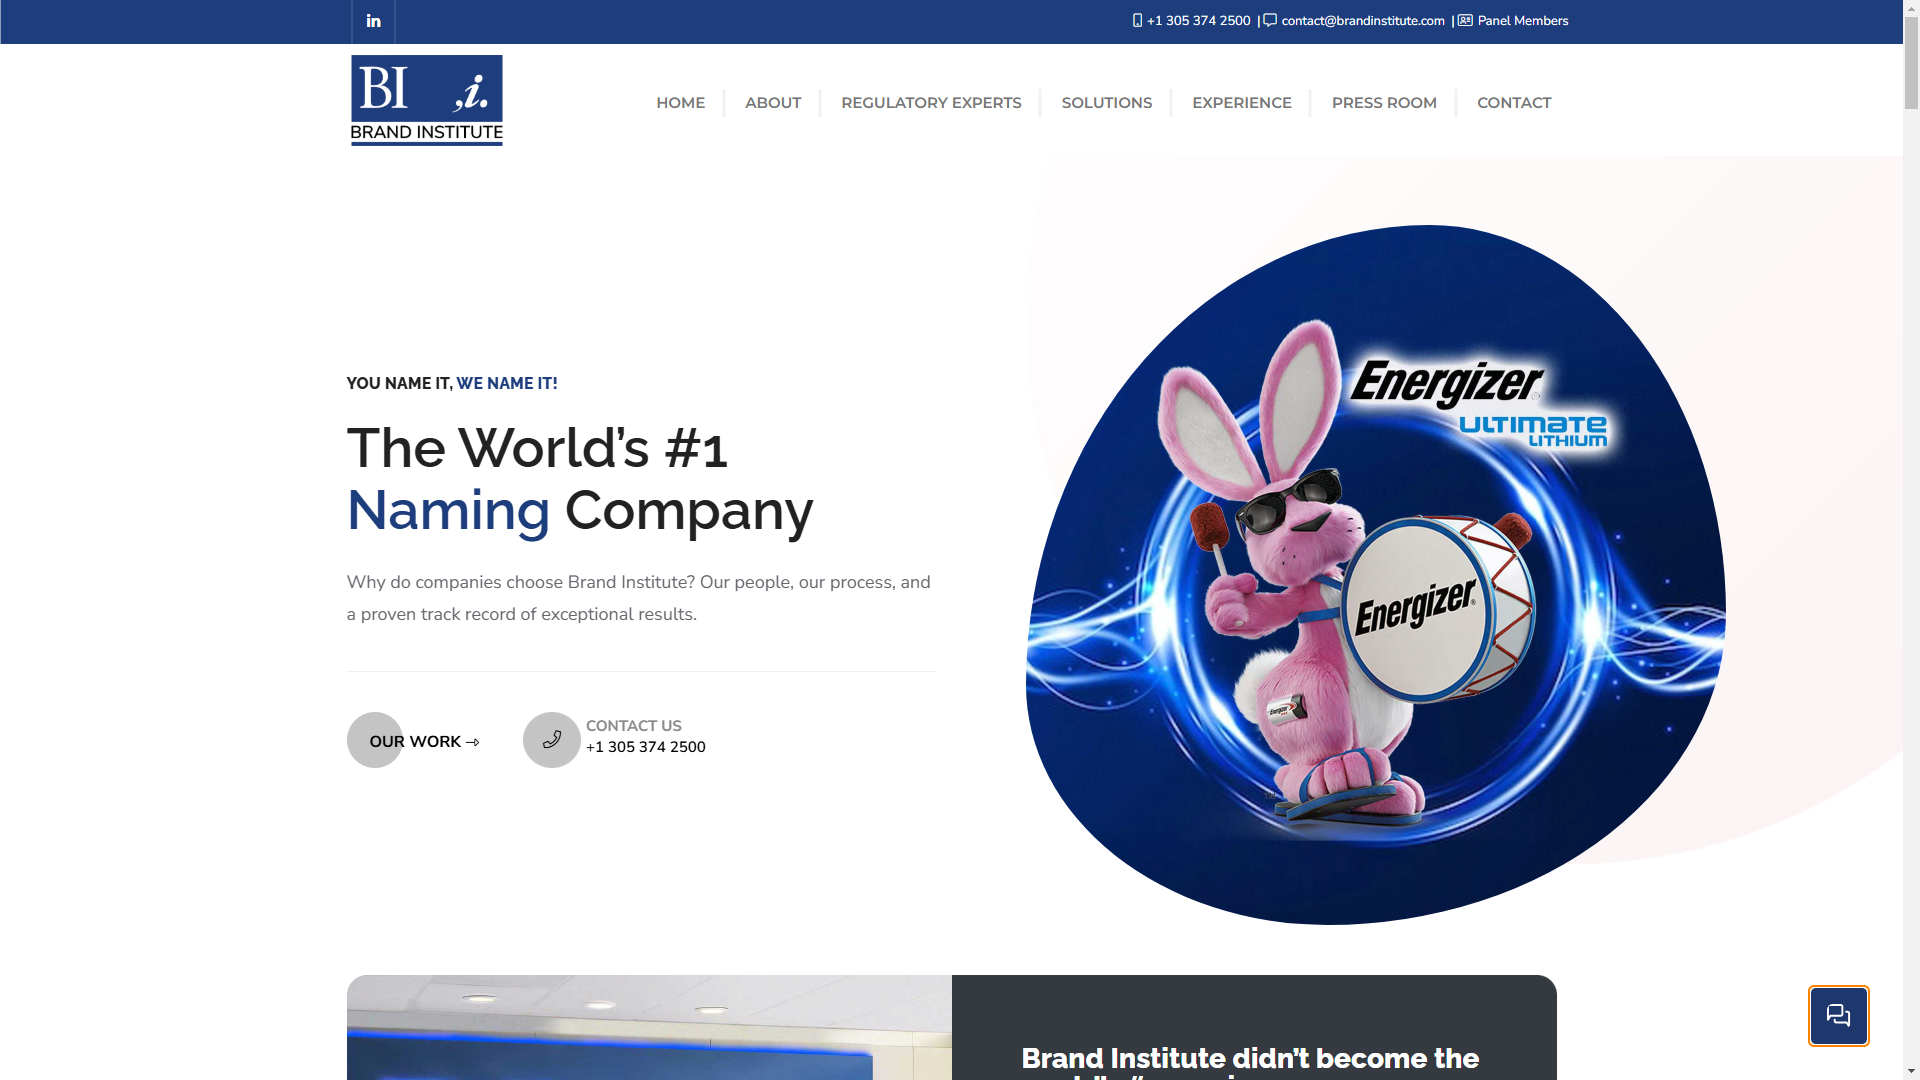 in
+1 305 374 2500 | contact@brandinstitute.com | Panel Members
BI ,i.
BRAND INSTITUTE
HOME
ABOUT
REGULATORY EXPERTS
SOLUTIONS
EXPERIENCE
PRESS ROOM
CONTACT
Energizer
ULTIMATE
LITHIUM
YOU NAME IT, WE NAME IT!
The World's #1
Naming Company
Why do companies choose Brand Institute? Our people, our process, and
a proven track record of exceptional results.
Energizer®
Energizer
OUR WORK
CONTACT US
+1 305 374 2500
Brand Institute didn't become the